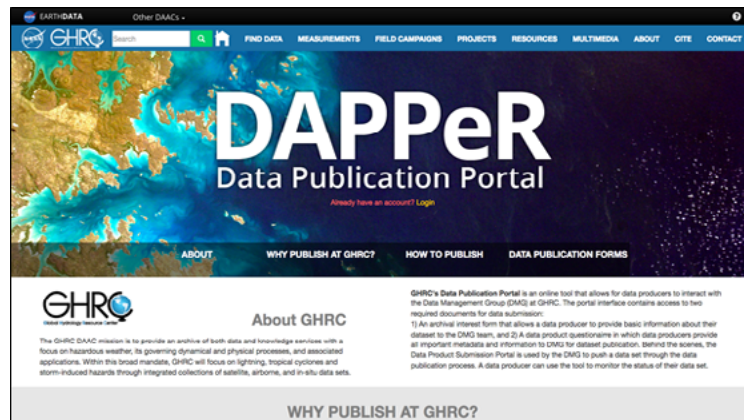 EARTHDATA Other DAACs
NASA GHRC Search FIND DATA MEASUREMENTS FIELD CAMPAIGNS PROJECTS RESOURCES MULTIMEDIA ABOUT CITE CONTACT
DAPPeR
Data Publication Portal
Already have an account? Login
ABOUT WHY PUBLISH AT GHRC? HOW TO PUBLISH DATA PUBLICATION FORMS
GHRC
Global Hydrology Resource Center
About GHRC
The GHRC DAAC mission is to provide an archive of both data and knowledge services with a
focus on hazardous weather, its governing dynamical and physical processes, and associated
applications. Within this broad mandate, GHRC will focus on lightning, tropical cyclones and
storm-induced hazards through integrated collections of satellite, airborne, and in-situ data sets.
GHRC's Data Publication Portal is an online tool that allows for data producers to interact with
the Data Management Group (DMG) at GHRC. The portal interface contains access to two
required documents for data submission:
1) An archival interest form that allows a data producer to provide basic information about their
dataset to the DMG team, and 2) A data product questionaire in which data producers provide
all important metadata and information to DMG for dataset publication. Behind the scenes, the
Data Product Submission Portal is used by the DMG to push a data set through the data
publication process. A data producer can use the tool to monitor the status of their data set.
WHY PUBLISH AT GHRC?